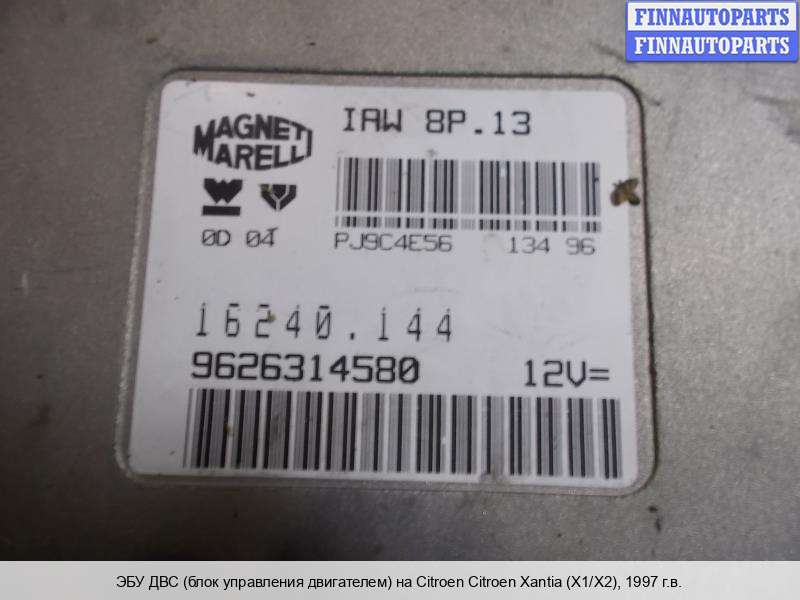 FINNAUTOPARTS
FINNAUTOPARTS
MAGNETI
MARELLI
IAW 8P.13
0D 04
PJ9C4E56 134 96
16240.144
9626314580 12V=
ЭБУ ДВС (блок управления двигателем) на Citroen Citroen Xantia (X1/X2), 1997 г.в.